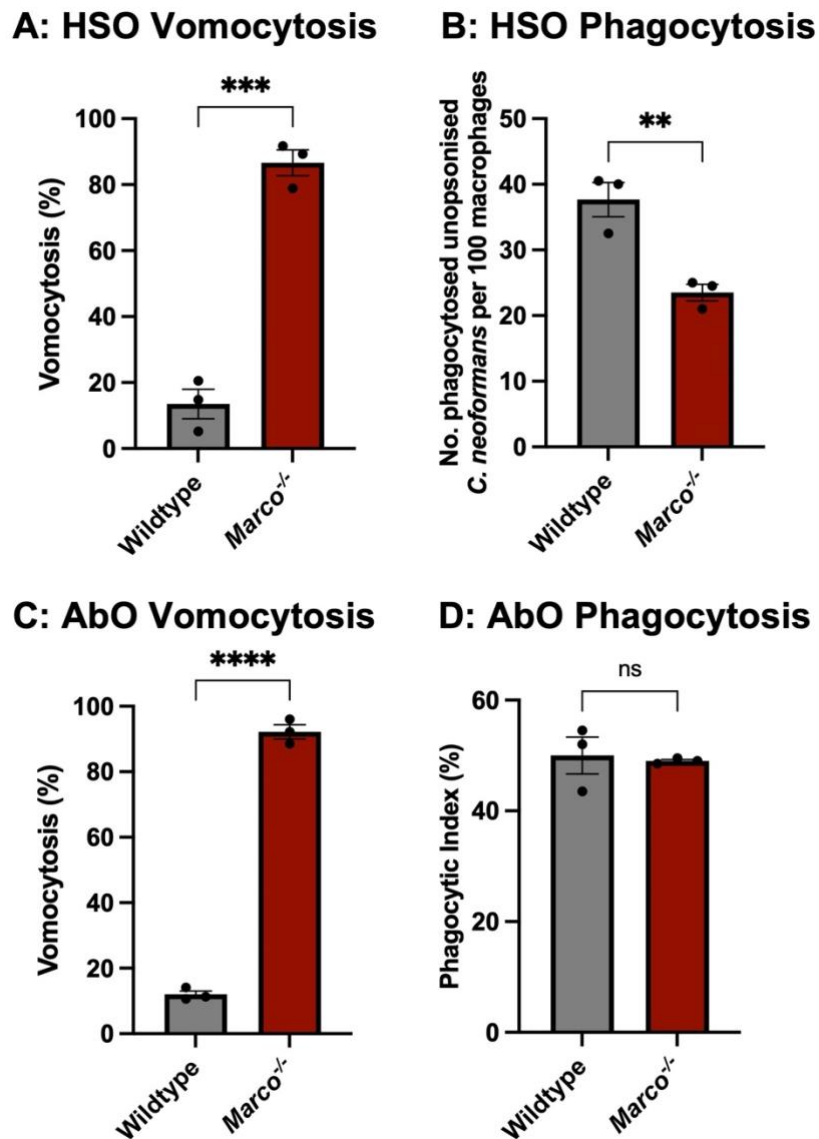 A: HSO Vomocytosis
Vomocytosis (%)
100
80
60
40
20
0
***
Wildtype
Marco-/-
B: HSO Phagocytosis
No. phagocytosed unopsonised
C. neoformans per 100 macrophages
50
40
30
20
10
0
**
Wildtype
Marco-/-
C: AbO Vomocytosis
Vomocytosis (%)
100
80
60
40
20
0
****
Wildtype
Marco-/-
D: AbO Phagocytosis
Phagocytic Index (%)
60
40
20
0
ns
Wildtype
Marco-/-